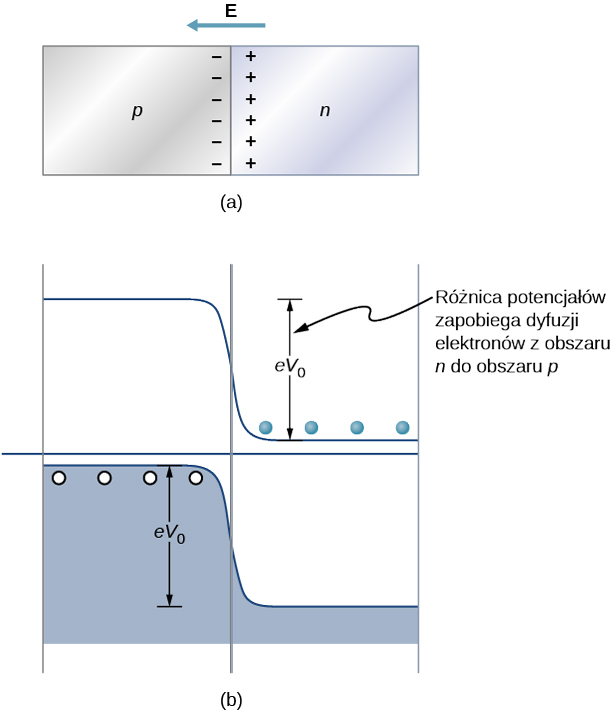 E
– +
– +
p – + n
– +
– +
– +
(a)
Różnica potencjałów
zapobiega dyfuzji
elektronów z obszaru
n do obszaru p
eV0
eV0
(b)